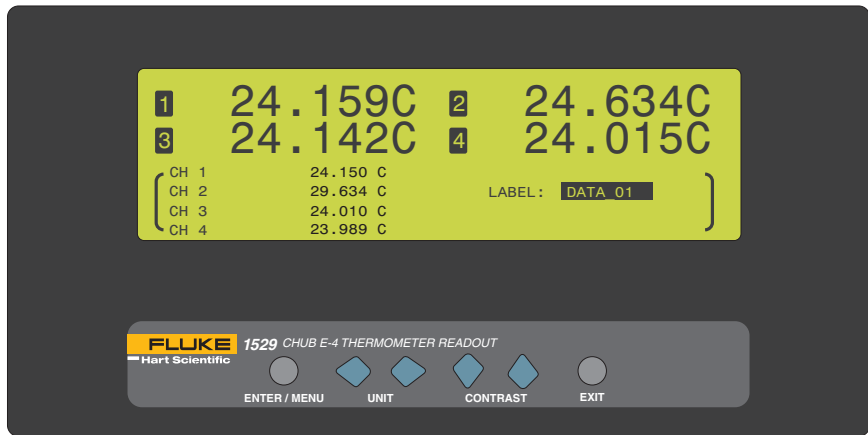 1 24.159C 2 24.634C
3 24.142C 4 24.015C
CH 1 24.150 C
CH 2 29.634 C
LABEL: DATA_01
CH 3 24.010 C
CH 4 23.989 C
FLUKE 1529 CHUB E-4 THERMOMETER READOUT
Hart Scientific
ENTER / MENU UNIT CONTRAST EXIT